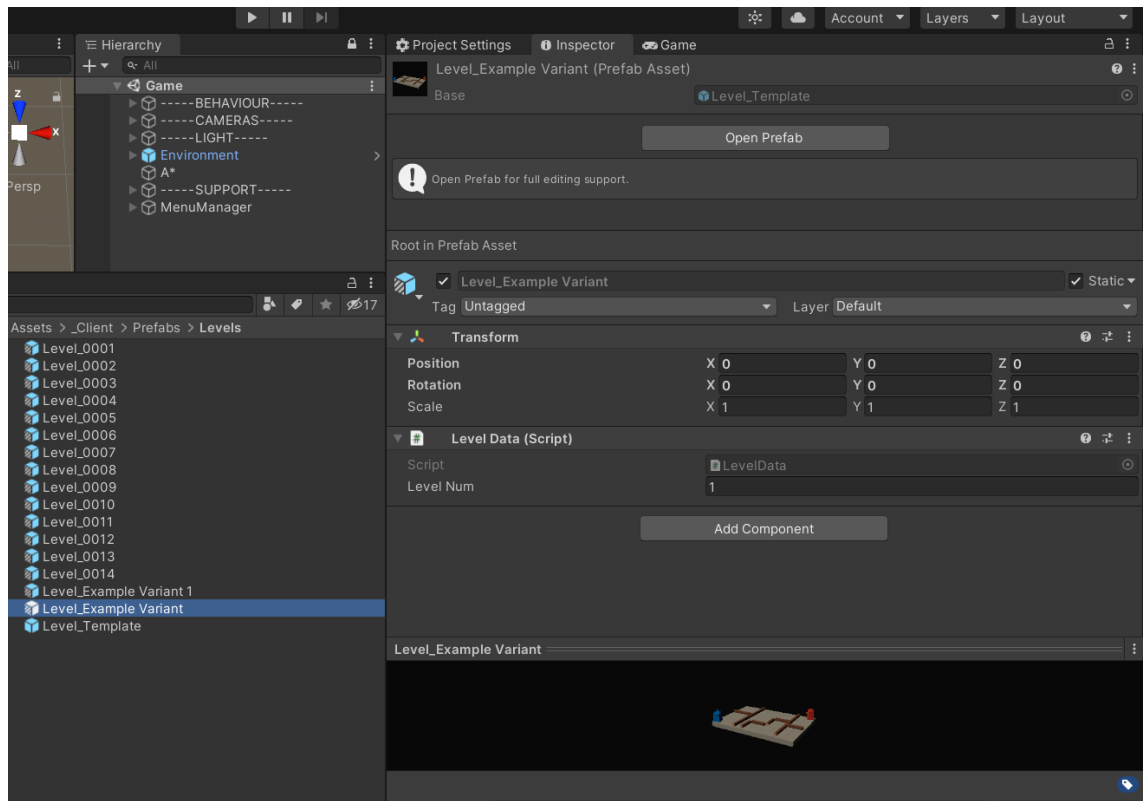 Account Layers Layout
Hierarchy
All
All
Game
-----BEHAVIOUR-----
-----CAMERAS-----
-----LIGHT-----
Environment
A*
-----SUPPORT-----
MenuManager
z
x
Persp
17
Assets > _Client > Prefabs > Levels
Level_0001
Level_0002
Level_0003
Level_0004
Level_0005
Level_0006
Level_0007
Level_0008
Level_0009
Level_0010
Level_0011
Level_0012
Level_0013
Level_0014
Level_Example Variant 1
Level_Example Variant
Level_Template
Project Settings Inspector Game
Level_Example Variant (Prefab Asset)
Base Level_Template
Open Prefab
Open Prefab for full editing support.
Root in Prefab Asset
Level_Example Variant Static
Tag Untagged Layer Default
Transform
Position X 0 Y 0 Z 0
Rotation X 0 Y 0 Z 0
Scale X 1 Y 1 Z 1
# Level Data (Script)
Script LevelData
Level Num 1
Add Component
Level_Example Variant